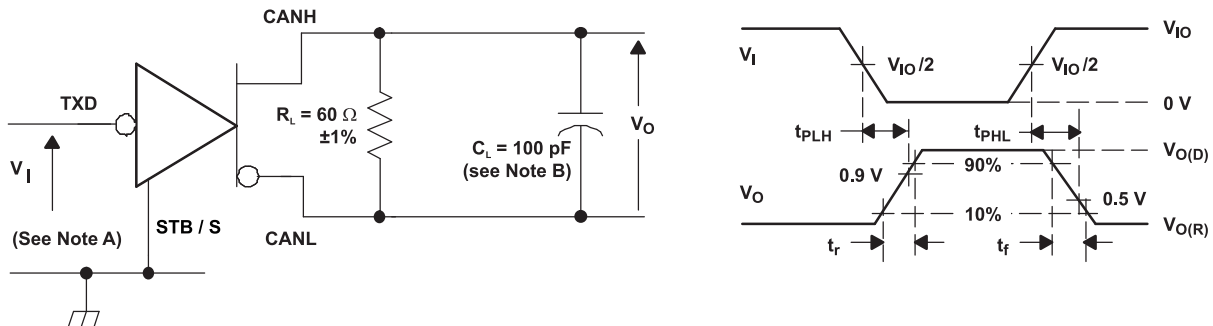 CANH
TXD
R_L = 60 Ω
±1%
C_L = 100 pF
(see Note B)
V_O
V_I
(See Note A)
STB / S
CANL
V_I
V_IO
V_IO/2
V_IO/2
0 V
t_PLH
t_PHL
V_O(D)
90%
0.9 V
V_O
0.5 V
10%
V_O(R)
t_r
t_f